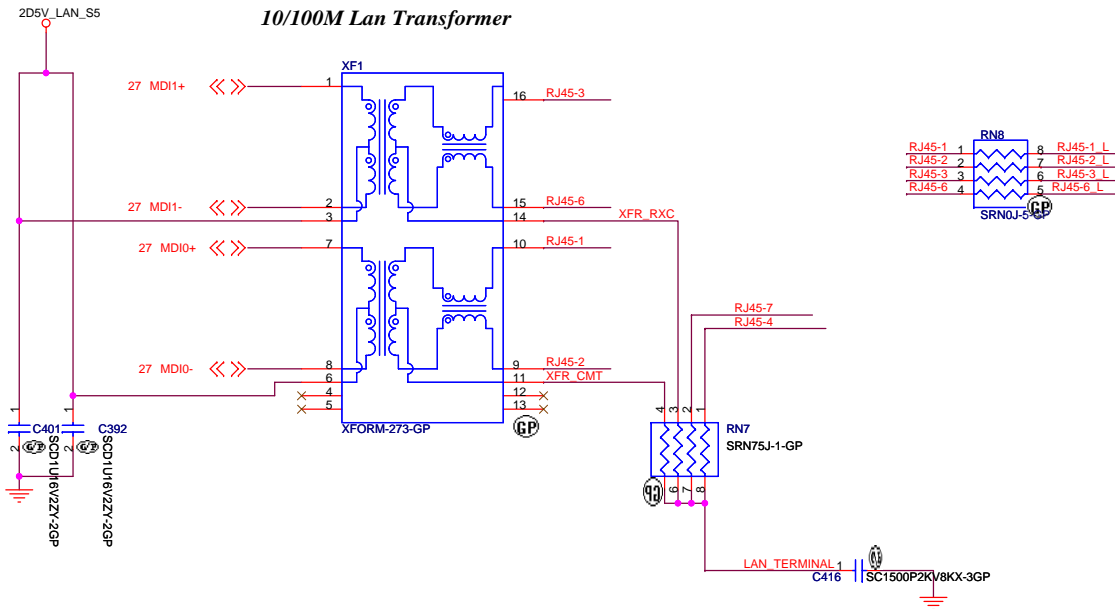 2D5V_LAN_S5
10/100M Lan Transformer
XF1
27 MDI1+
1
16
RJ45-3
27 MDI1-
2
15
RJ45-6
3
14
XFR_RXC
27 MDI0+
7
10
RJ45-1
27 MDI0-
8
9
RJ45-2
6
11
XFR_CMT
4
12
5
13
XFORM-273-GP
GP
RN8
RJ45-1 1 8 RJ45-1_L
RJ45-2 2 7 RJ45-2_L
RJ45-3 3 6 RJ45-3_L
RJ45-6 4 5 RJ45-6_L
SRN0J-5-GP
GP
RJ45-7
RJ45-4
4 3 2 1
RN7
SRN75J-1-GP
GP
6 7 8
1
C401
2
SCD1U16V2ZY-2GP
1
C392
2
SCD1U16V2ZY-2GP
LAN_TERMINAL 1
C416
SC1500P2KV8KX-3GP